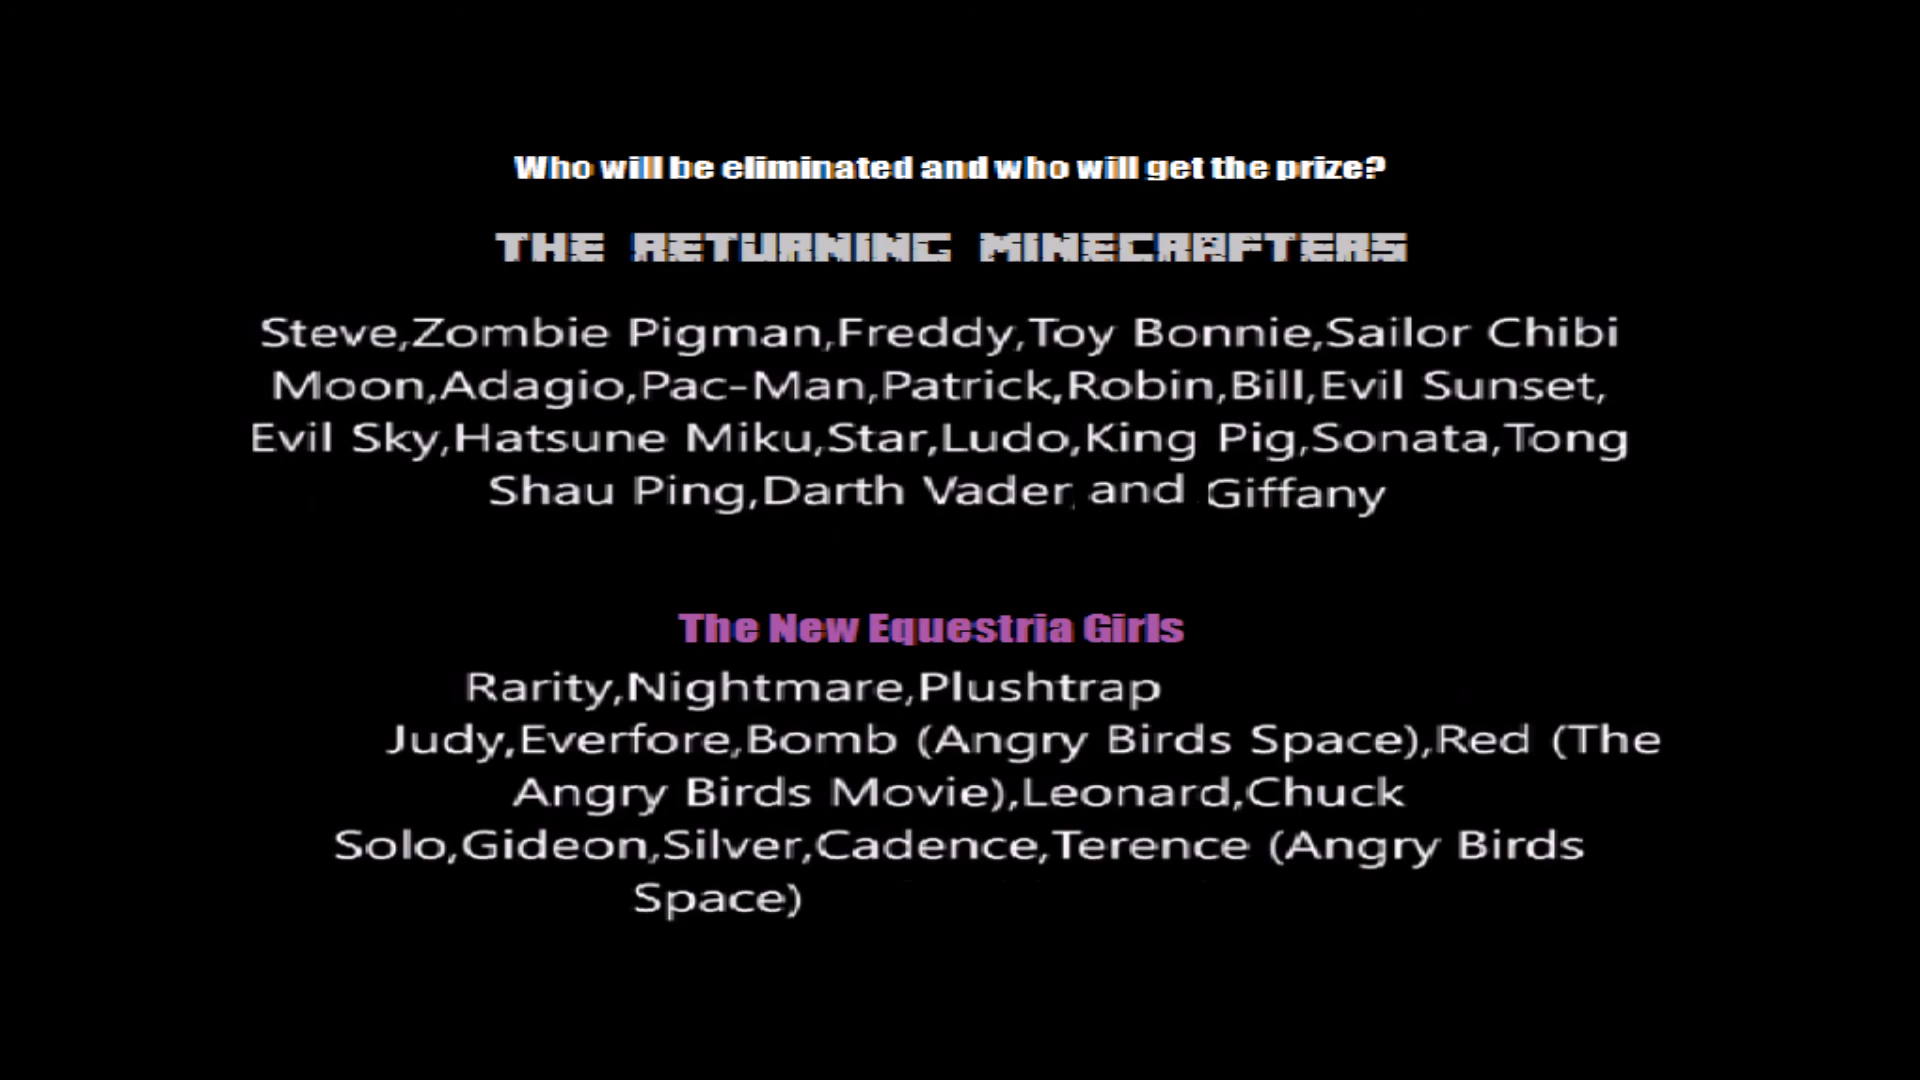 Who will be eliminated and who will get the prize?
THE RETURNING MINECRAFTERS
Steve,Zombie Pigman,Freddy,Toy Bonnie,Sailor Chibi
Moon,Adagio,Pac-Man,Patrick,Robin,Bill,Evil Sunset,
Evil Sky,Hatsune Miku,Star,Ludo,King Pig,Sonata,Tong
Shau Ping,Darth Vader, and Giffany
The New Equestria Girls
Rarity,Nightmare,Plushtrap
Judy,Everfore,Bomb (Angry Birds Space),Red (The
Angry Birds Movie),Leonard,Chuck
Solo,Gideon,Silver,Cadence,Terence (Angry Birds
Space)